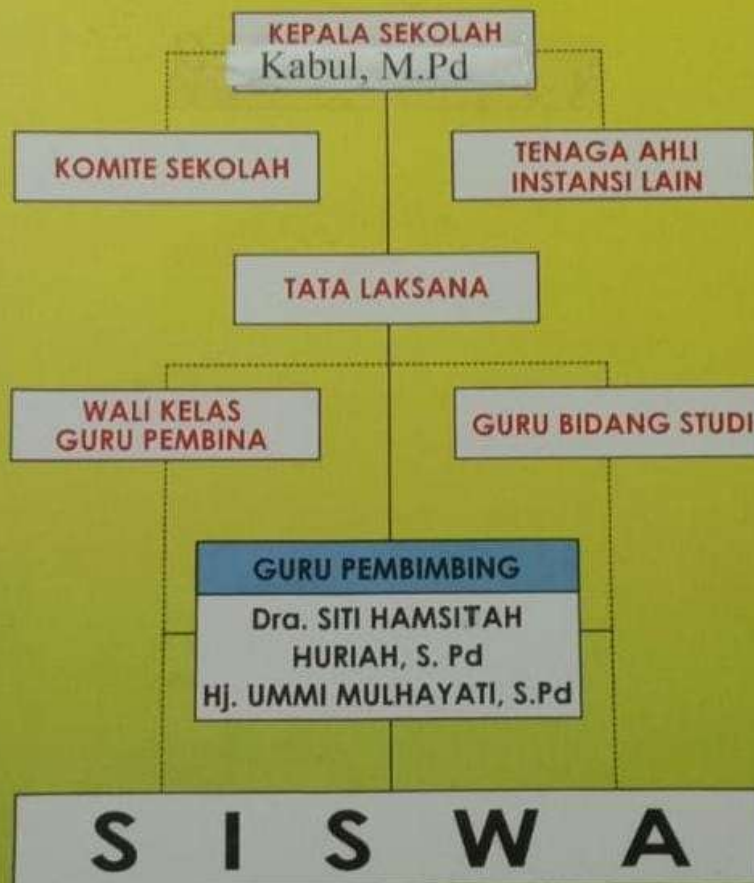 KEPALA SEKOLAH
Kabul, M.Pd
KOMITE SEKOLAH
TENAGA AHLI
INSTANSI LAIN
TATA LAKSANA
WALI KELAS
GURU PEMBINA
GURU BIDANG STUDI
GURU PEMBIMBING
Dra. SITI HAMSITAH
HURIAH, S. Pd
Hj. UMMI MULHAYATI, S.Pd
S I S W A